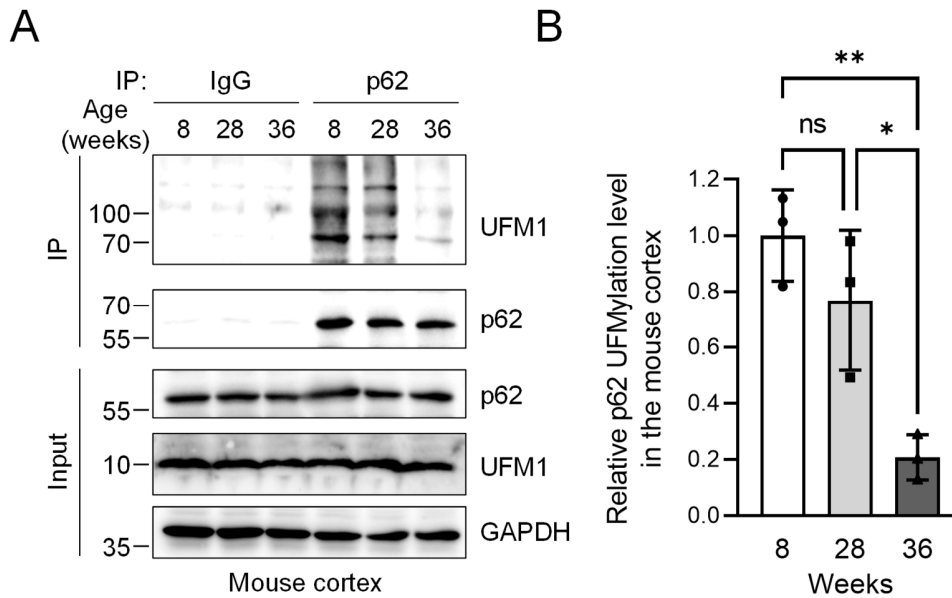 A
IP: IgG p62
Age
(weeks) 8 28 36 8 28 36
IP
100
70
UFM1
70
55
p62
Input
55
p62
10
UFM1
35
GAPDH
Mouse cortex
B
**
ns *
Relative p62 UFMylation level
in the mouse cortex
1.2
1.0
0.8
0.6
0.4
0.2
0.0
8 28 36
Weeks